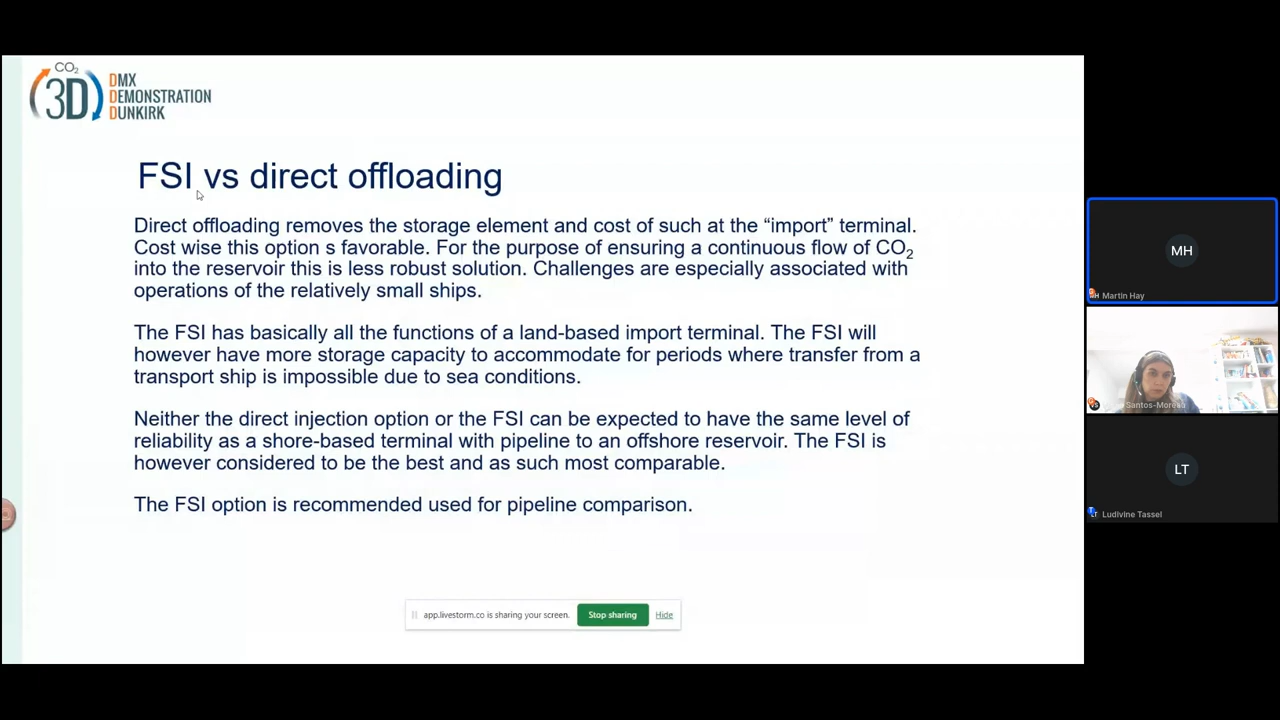 CO2
3D
DMX
DEMONSTRATION
DUNKIRK
FSI vs direct offloading
Direct offloading removes the storage element and cost of such at the “import” terminal.
Cost wise this option s favorable. For the purpose of ensuring a continuous flow of CO2
into the reservoir this is less robust solution. Challenges are especially associated with
operations of the relatively small ships.
The FSI has basically all the functions of a land-based import terminal. The FSI will
however have more storage capacity to accommodate for periods where transfer from a
transport ship is impossible due to sea conditions.
Neither the direct injection option or the FSI can be expected to have the same level of
reliability as a shore-based terminal with pipeline to an offshore reservoir. The FSI is
however considered to be the best and as such most comparable.
The FSI option is recommended used for pipeline comparison.
app.livestorm.co is sharing your screen.
Stop sharing
Hide
MH
Martin Hay
Santos-Moreau
LT
Ludivine Tassel